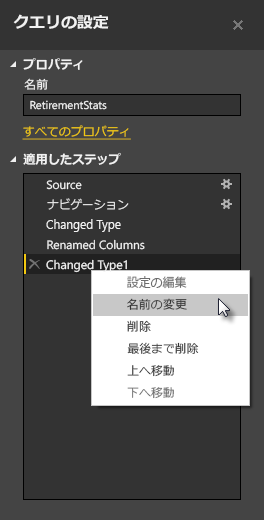 クエリの設定
プロパティ
名前
RetirementStats
すべてのプロパティ
適用したステップ
Source
ナビゲーション
Changed Type
Renamed Columns
Changed Type1
設定の編集
名前の変更
削除
最後まで削除
上へ移動
下へ移動